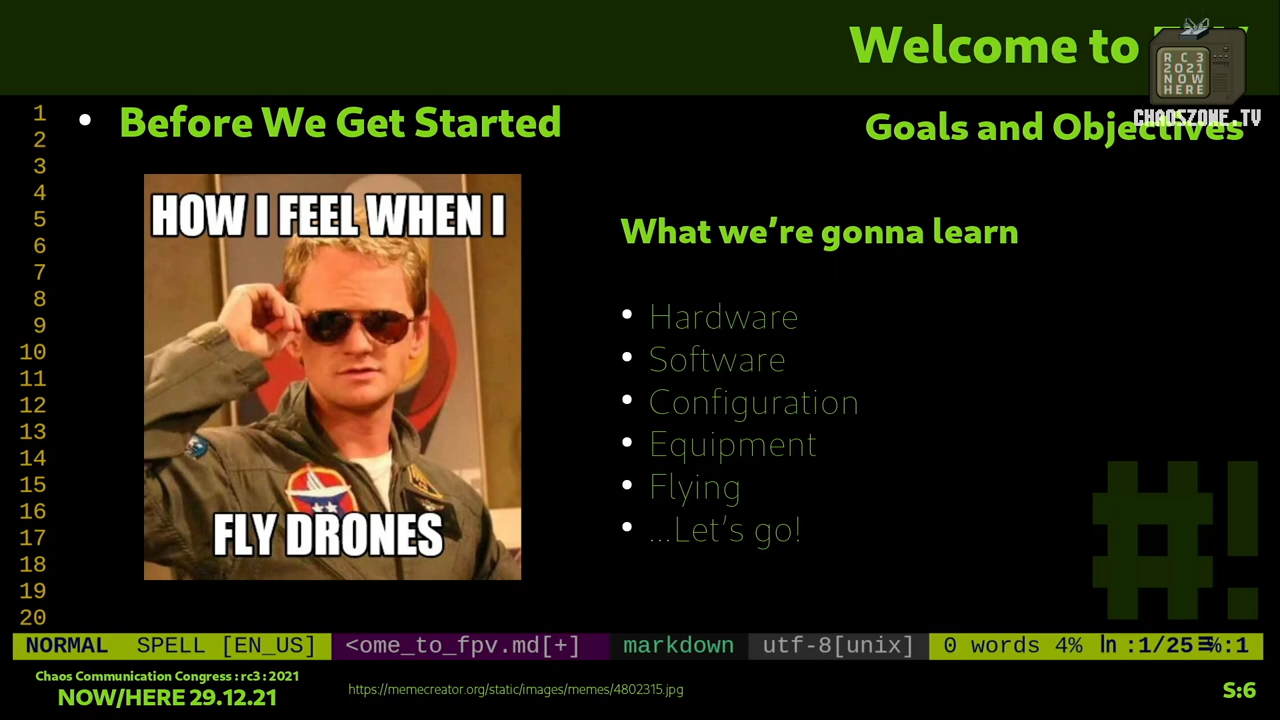 Welcome to
RC3
2021
NOW
HERE
CHAOSZONE.TV
Before We Get Started
Goals and Objectives
HOW I FEEL WHEN I
FLY DRONES
What we're gonna learn
Hardware
Software
Configuration
Equipment
Flying
...Let's go!
1
2
3
4
5
6
7
8
9
10
11
12
13
14
15
16
17
18
19
20
#!
NORMAL SPELL [EN_US] <ome_to_fpv.md[+] markdown utf-8[unix] 0 words 4% ln :1/25☰%:1
Chaos Communication Congress : rc3 : 2021
NOW/HERE 29.12.21
https://memecreator.org/static/images/memes/4802315.jpg
S:6